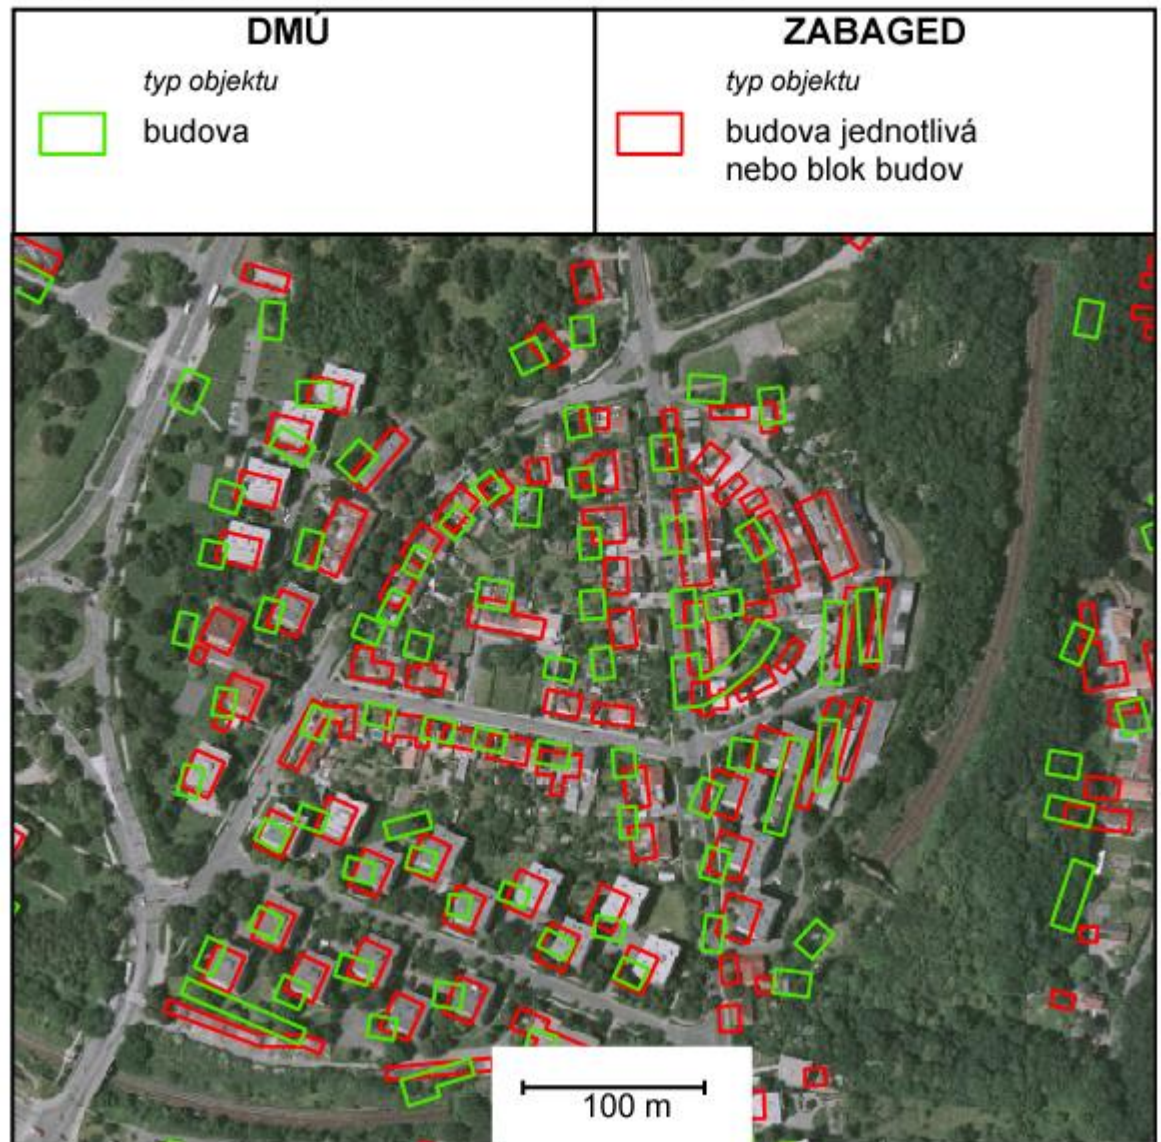 DMÚ
typ objektu
budova
ZABAGED
typ objektu
budova jednotlivá
nebo blok budov
100 m